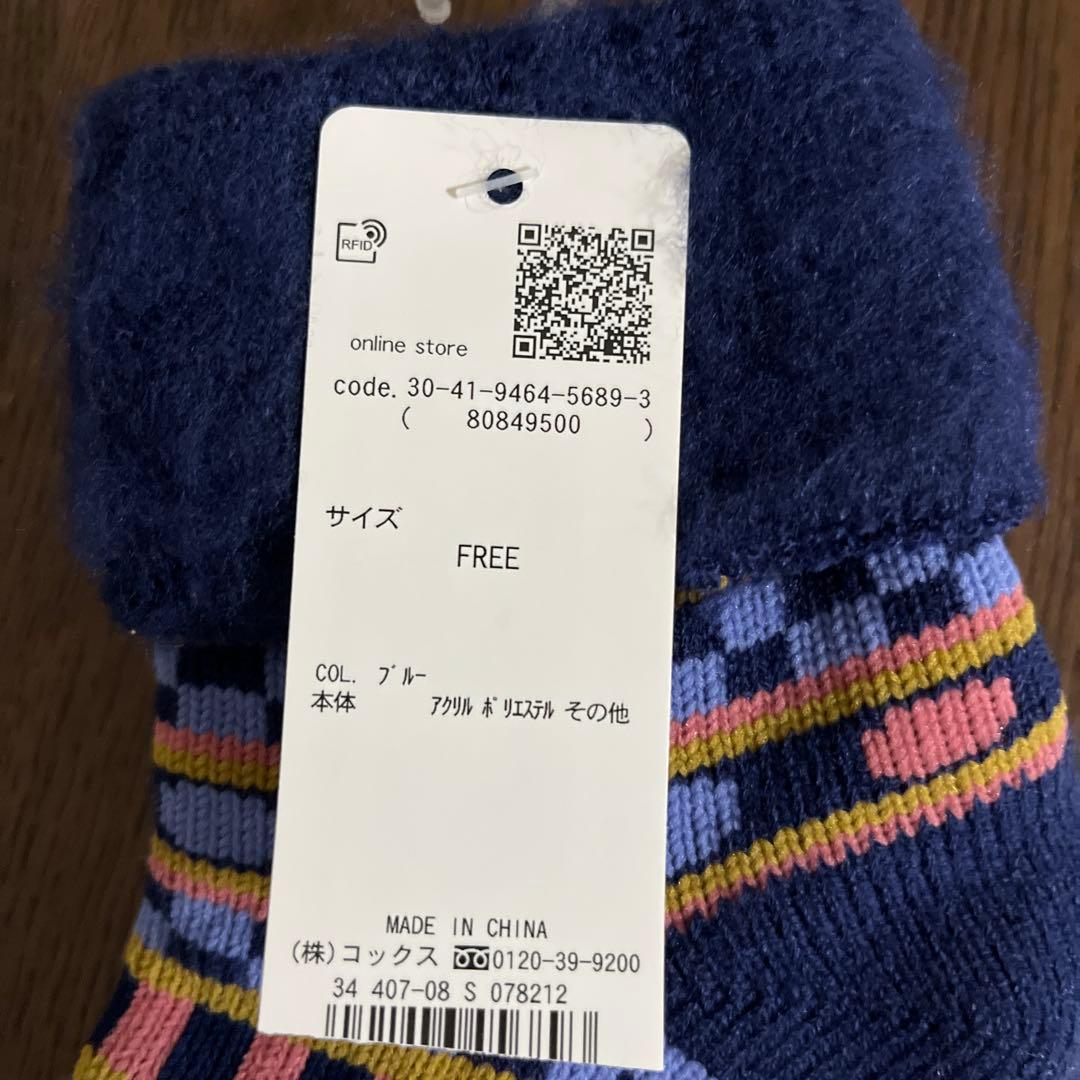 RFID
online store
code. 30-41-9464-5689-3
( 80849500 )
サイズ
FREE
COL. ブルー
本体 アクリル ポリエステル その他
MADE IN CHINA
(株)コックス 0120-39-9200
34 407-08 S 078212